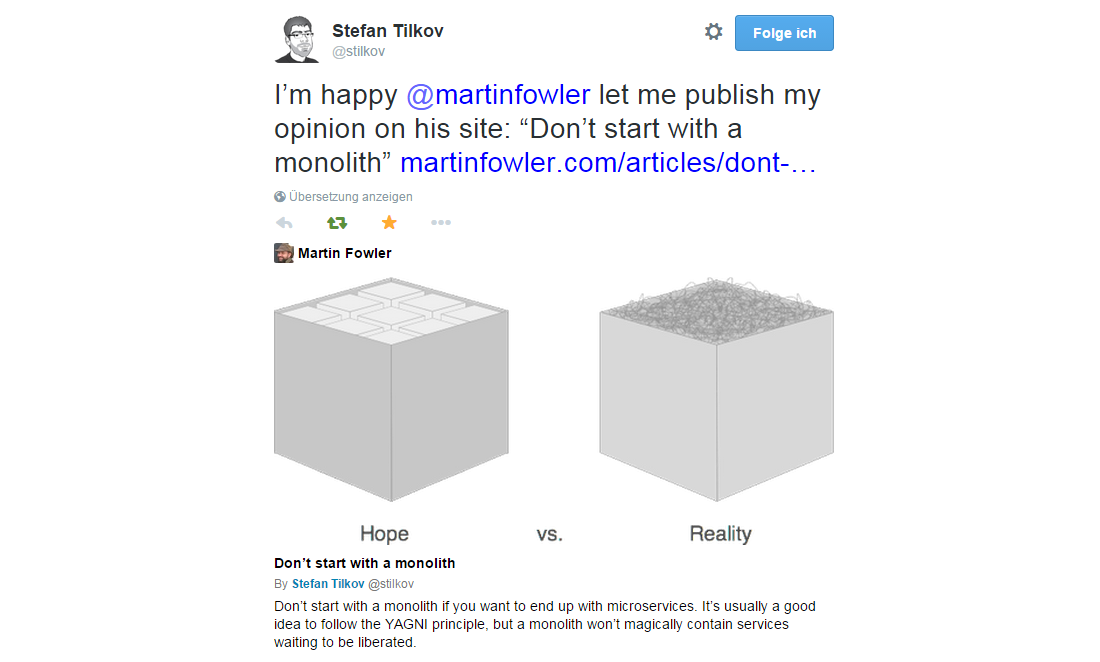 Stefan Tilkov
@stilkov
Folge ich
I’m happy @martinfowler let me publish my
opinion on his site: “Don’t start with a
monolith” martinfowler.com/articles/dont-…
Übersetzung anzeigen
Martin Fowler
Hope vs. Reality
Don’t start with a monolith
By Stefan Tilkov @stilkov
Don’t start with a monolith if you want to end up with microservices. It’s usually a good
idea to follow the YAGNI principle, but a monolith won’t magically contain services
waiting to be liberated.